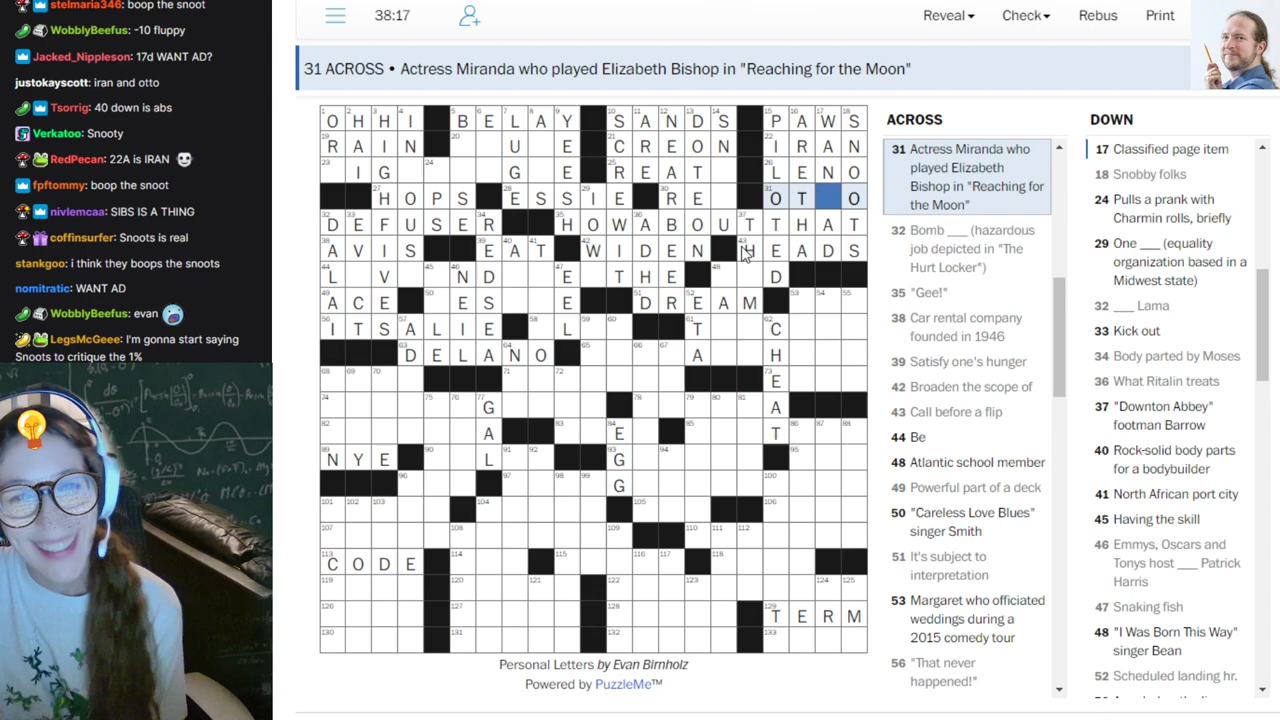 stelmaria346: boop the snoot
WobblyBeefus: -10 fluppy
Jacked_Nippleson: 17d WANT AD?
justokayscott: iran and otto
Tsorrig: 40 down is abs
Verkatoo: Snooty
RedPecan: 22A is IRAN
fpftommy: boop the snoot
nivlemcaa: SIBS IS A THING
coffinsurfer: Snoots is real
stankgoo: i think they boops the snoots
nomitratic: WANT AD
WobblyBeefus: evan
LegsMcGeee: I'm gonna start saying
Snoots to critique the 1%
38:17
Reveal
Check
Rebus
Print
31 ACROSS • Actress Miranda who played Elizabeth Bishop in "Reaching for the Moon"
O H H I B E L A Y S A N D S P A W S
R A I N U E C R E O N I R A N
I G L G R E A T L E N O
H O P S E S S I E R E O T O
D E F U S E R H O W A B O U T T H A T
A V I S E A T W I D E N H E A D S
L V N D E T H E D
A C E E S E D R E A M
I T S A L I E L T C
D E L A N O A H
E
G A
A E T
N Y E L G
G
C O D E
T E R M
Personal Letters by Evan Birnholz
Powered by PuzzleMe™
ACROSS
31 Actress Miranda who
played Elizabeth
Bishop in "Reaching
for the Moon"
32 Bomb ___ (hazardous
job depicted in "The
Hurt Locker")
35 "Gee!"
38 Car rental company
founded in 1946
39 Satisfy one's hunger
42 Broaden the scope of
43 Call before a flip
44 Be
48 Atlantic school member
49 Powerful part of a deck
50 "Careless Love Blues"
singer Smith
51 It's subject to
interpretation
53 Margaret who officiated
weddings during a
2015 comedy tour
56 "That never
happened!"
DOWN
17 Classified page item
18 Snobby folks
24 Pulls a prank with
Charmin rolls, briefly
29 One ___ (equality
organization based in a
Midwest state)
32 ___ Lama
33 Kick out
34 Body parted by Moses
36 What Ritalin treats
37 "Downton Abbey"
footman Barrow
40 Rock-solid body parts
for a bodybuilder
41 North African port city
45 Having the skill
46 Emmys, Oscars and
Tonys host ___ Patrick
Harris
47 Snaking fish
48 "I Was Born This Way"
singer Bean
52 Scheduled landing hr.